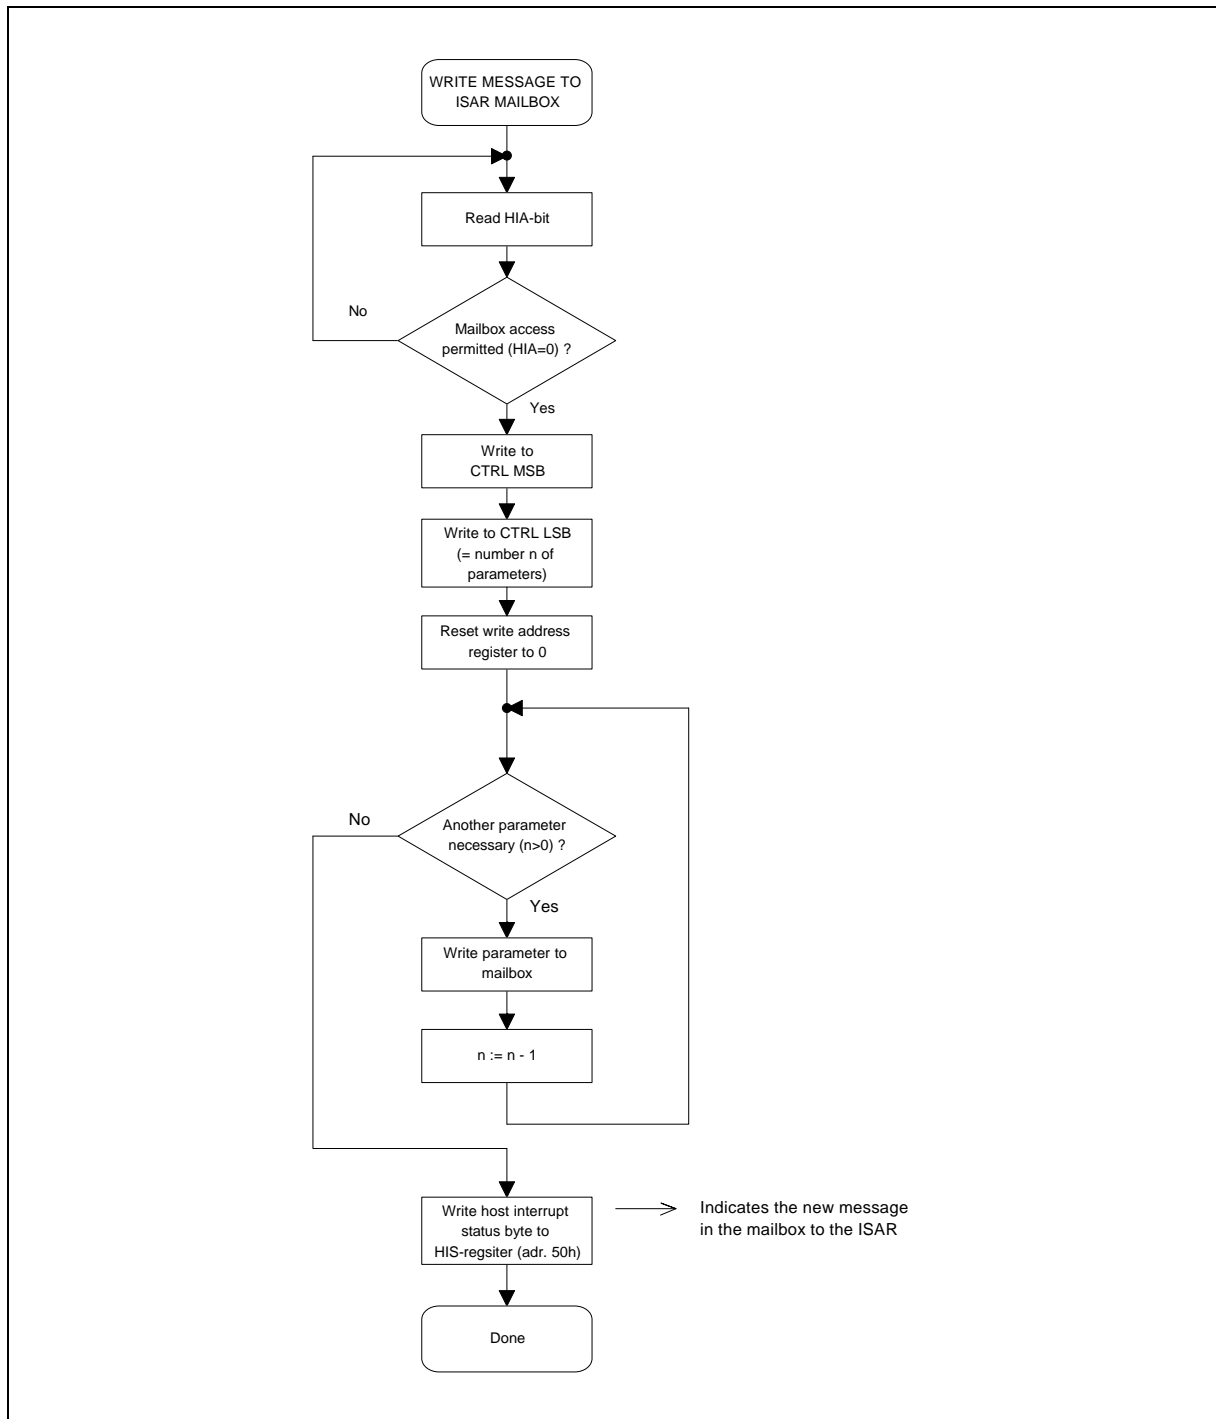 WRITE MESSAGE TO
ISAR MAILBOX
Read HIA-bit
No
Mailbox access
permitted (HIA=0) ?
Yes
Write to
CTRL MSB
Write to CTRL LSB
(= number n of
parameters)
Reset write address
register to 0
No
Another parameter
necessary (n>0) ?
Yes
Write parameter to
mailbox
n := n - 1
Write host interrupt
status byte to
HIS-regsiter (adr. 50h)
Indicates the new message
in the mailbox to the ISAR
Done